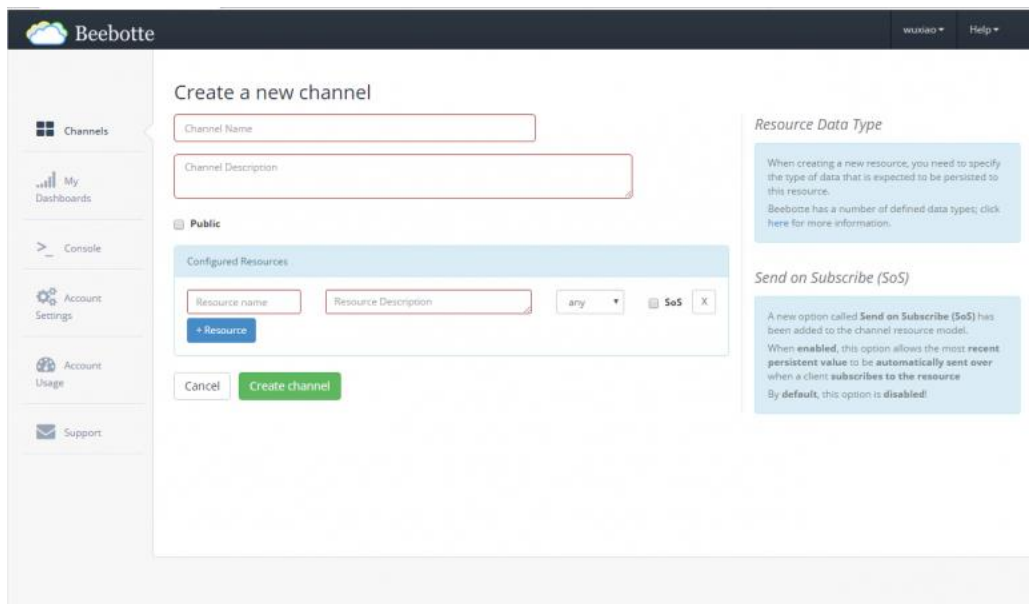 Beebotte
wuxiao
Help
Channels
My
Dashboards
>_ Console
Account
Settings
Account
Usage
Support
Create a new channel
Channel Name
Channel Description
Public
Configured Resources
Resource name
Resource Description
any
SoS
X
+ Resource
Cancel
Create channel
Resource Data Type
When creating a new resource, you need to specify
the type of data that is expected to be persisted to
this resource.
Beebotte has a number of defined data types; click
here for more information.
Send on Subscribe (SoS)
A new option called Send on Subscribe (SoS) has
been added to the channel resource model.
When enabled, this option allows the most recent
persistent value to be automatically sent over
when a client subscribes to the resource
By default, this option is disabled!